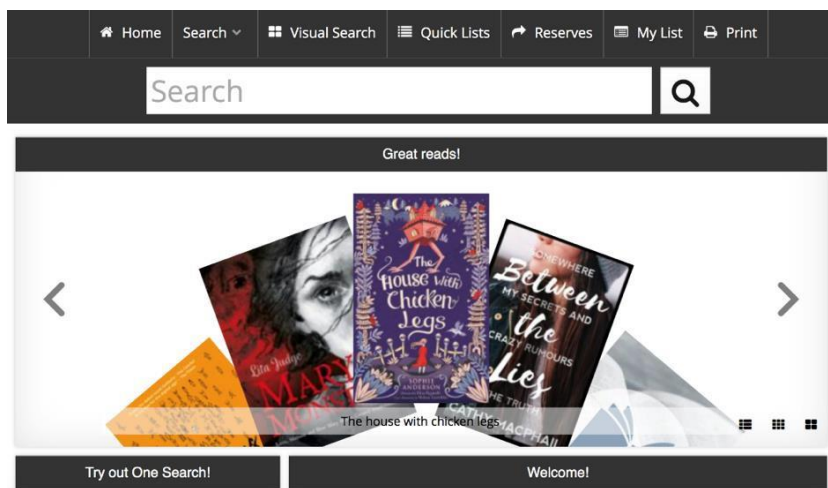 Home Search Visual Search Quick Lists Reserves My List Print
Search
Great reads!
The
House with
Chicken
Legs
SOPHIE
ANDERSON
Lita Judge
MARY
SOMEWHERE
Between
MY SECRETS AND
the
CRAZY RUMOURS
Lies
THE TRUTH
CATHY MACPHAIL
The house with chicken legs
Try out One Search! Welcome!